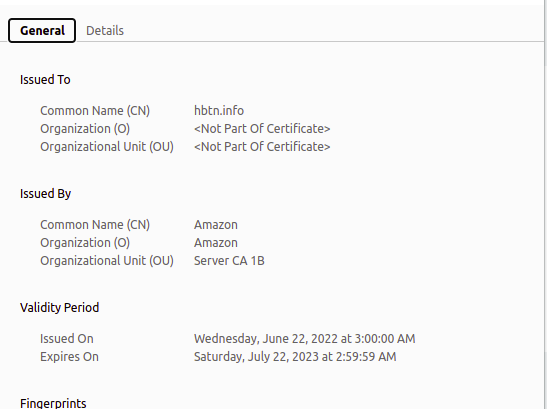 General Details
Issued To
Common Name (CN) hbtn.info
Organization (O) <Not Part Of Certificate>
Organizational Unit (OU) <Not Part Of Certificate>
Issued By
Common Name (CN) Amazon
Organization (O) Amazon
Organizational Unit (OU) Server CA 1B
Validity Period
Issued On Wednesday, June 22, 2022 at 3:00:00 AM
Expires On Saturday, July 22, 2023 at 2:59:59 AM
Fingerprints